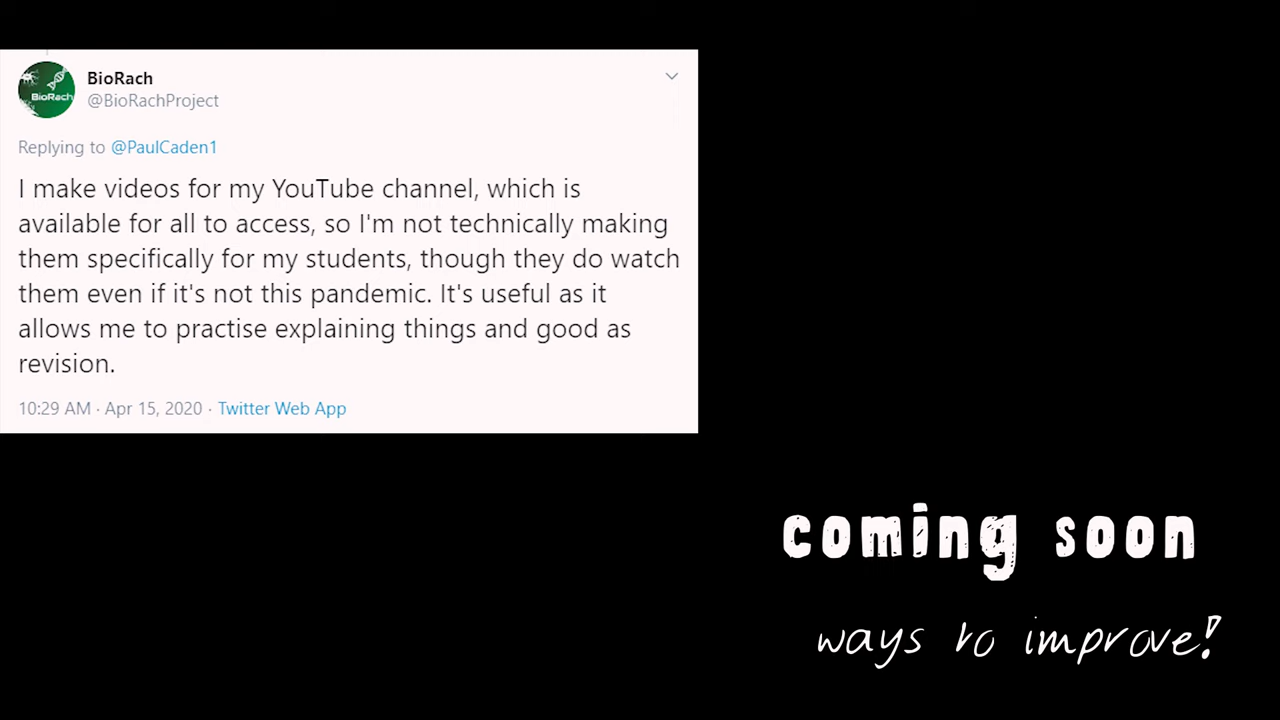 BioRach
BioRach
@BioRachProject
Replying to @PaulCaden1
I make videos for my YouTube channel, which is
available for all to access, so I'm not technically making
them specifically for my students, though they do watch
them even if it's not this pandemic. It's useful as it
allows me to practise explaining things and good as
revision.
10:29 AM · Apr 15, 2020 · Twitter Web App
coming soon
ways to improve!